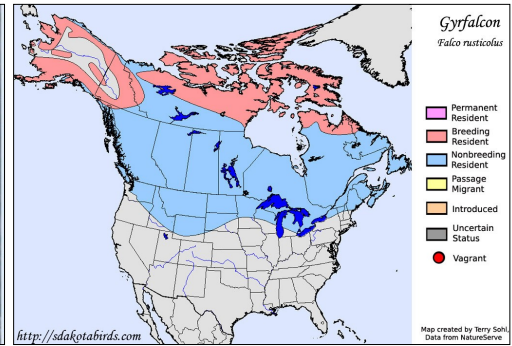 Gyrfalcon
Falco rusticolus
Permanent
Resident
Breeding
Resident
Nonbreeding
Resident
Passage
Migrant
Introduced
Uncertain
Status
Vagrant
Map created by Terry Sohl,
Data from NatureServe
http://sdakotabirds.com